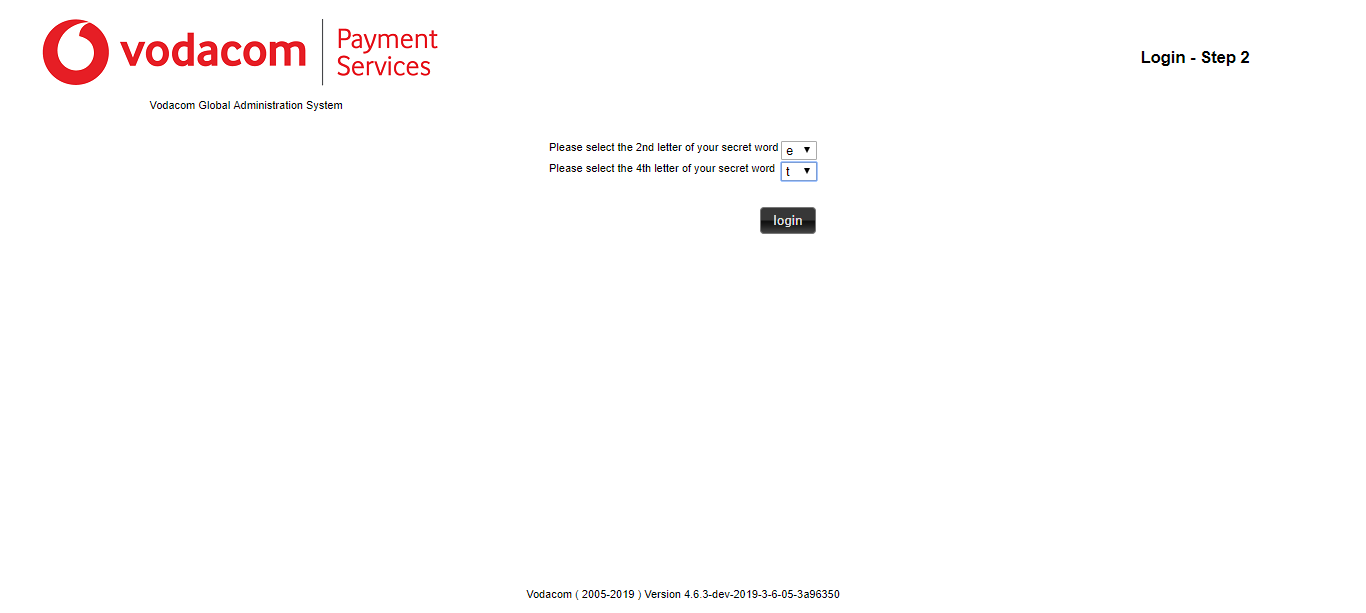 vodacom
Payment
Services
Login - Step 2
Vodacom Global Administration System
Please select the 2nd letter of your secret word e
Please select the 4th letter of your secret word t
login
Vodacom ( 2005-2019 ) Version 4.6.3-dev-2019-3-6-05-3a96350